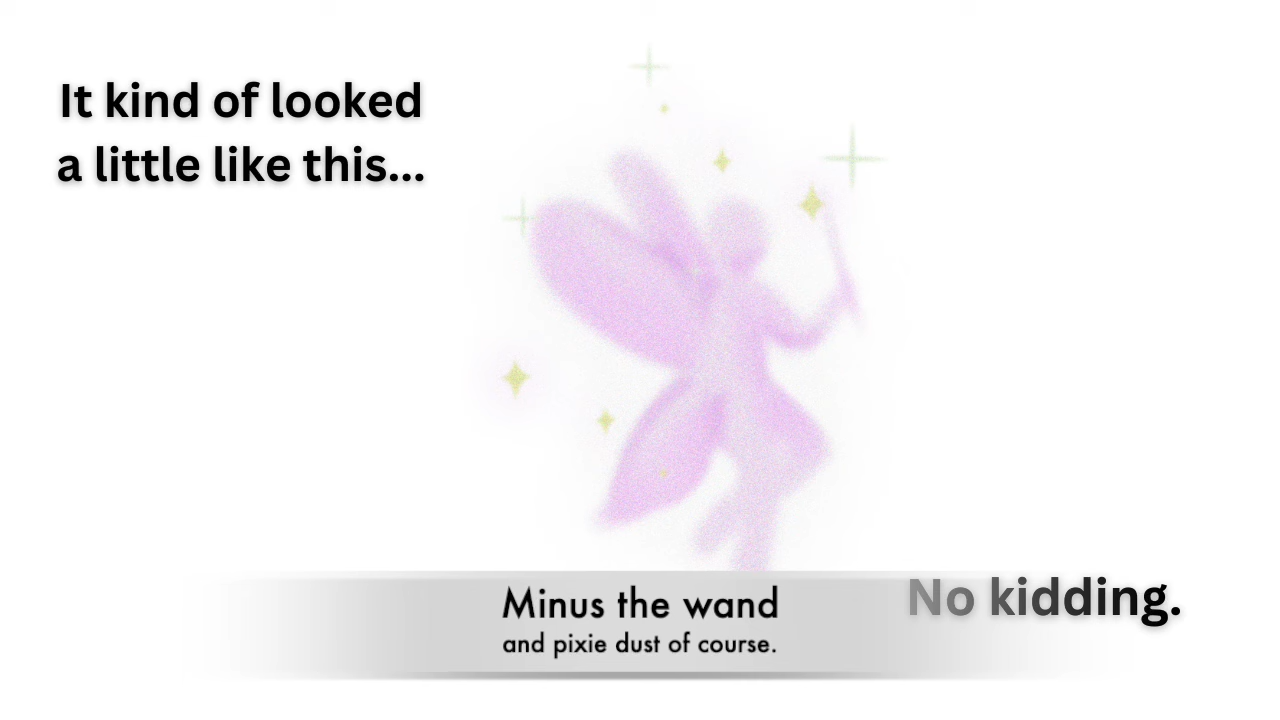 It kind of looked
a little like this...
Minus the wand
and pixie dust of course.
No kidding.